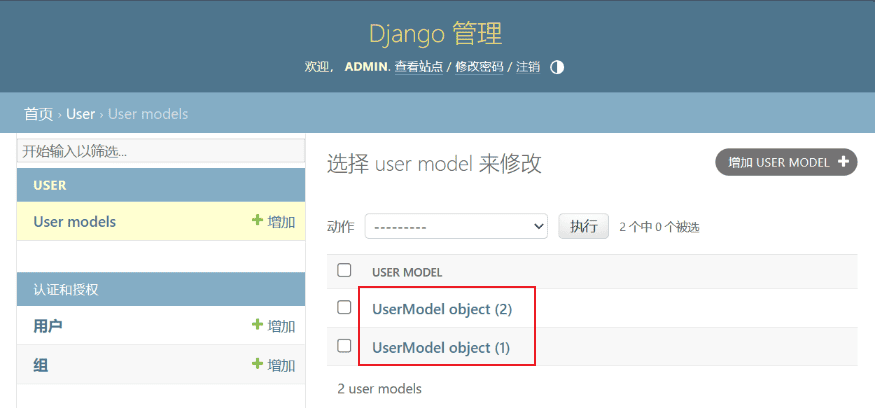 Django 管理
欢迎， ADMIN. 查看站点 / 修改密码 / 注销
首页 › User › User models
开始输入以筛选...
USER
User models
增加
认证和授权
用户
增加
组
增加
选择 user model 来修改
增加 USER MODEL
动作
---------
执行
2 个中 0 个被选
USER MODEL
UserModel object (2)
UserModel object (1)
2 user models